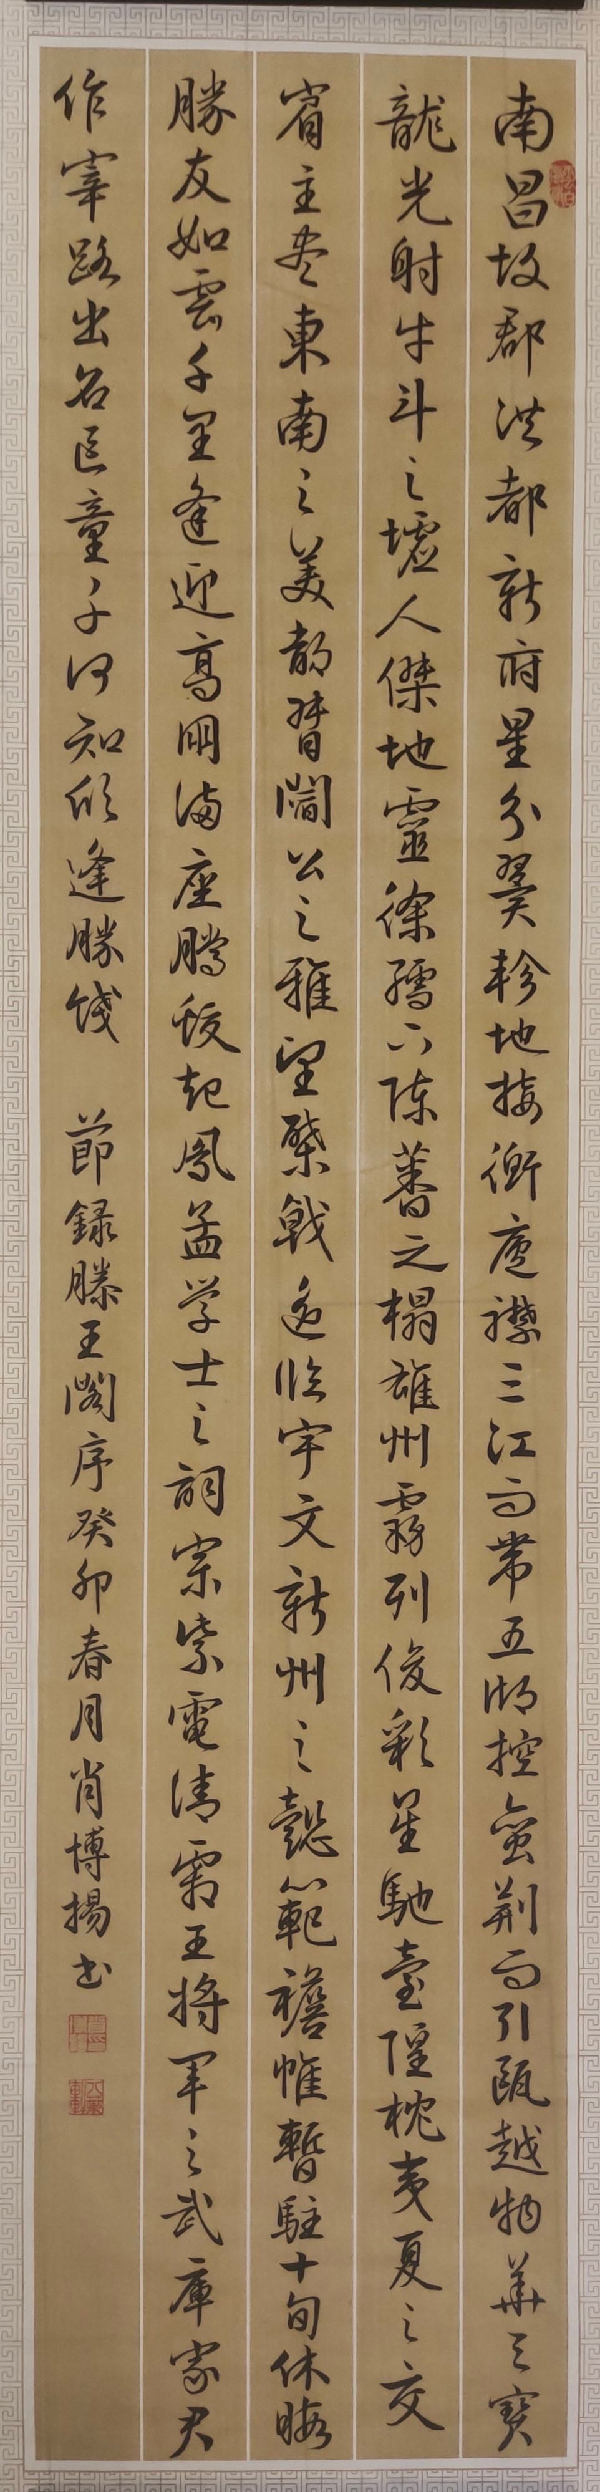 南昌故郡洪都新府星分翼軫地接衡廬襟三江而帶五湖控蠻荊而引甌越物華天寶
龍光射牛斗之墟人傑地靈徐孺下陳蕃之榻雄州霧列俊彩星馳臺隍枕夷夏之交
賓主盡東南之美都督閻公之雅望棨戟遙臨宇文新州之懿範襜帷暫駐十旬休暇
勝友如雲千里逢迎高朋滿座騰蛟起鳳孟学士之詞宗紫電清霜王將軍之武庫家君
作宰路出名區童子何知躬逢勝餞 節録滕王閣序癸卯春月肖博揚書